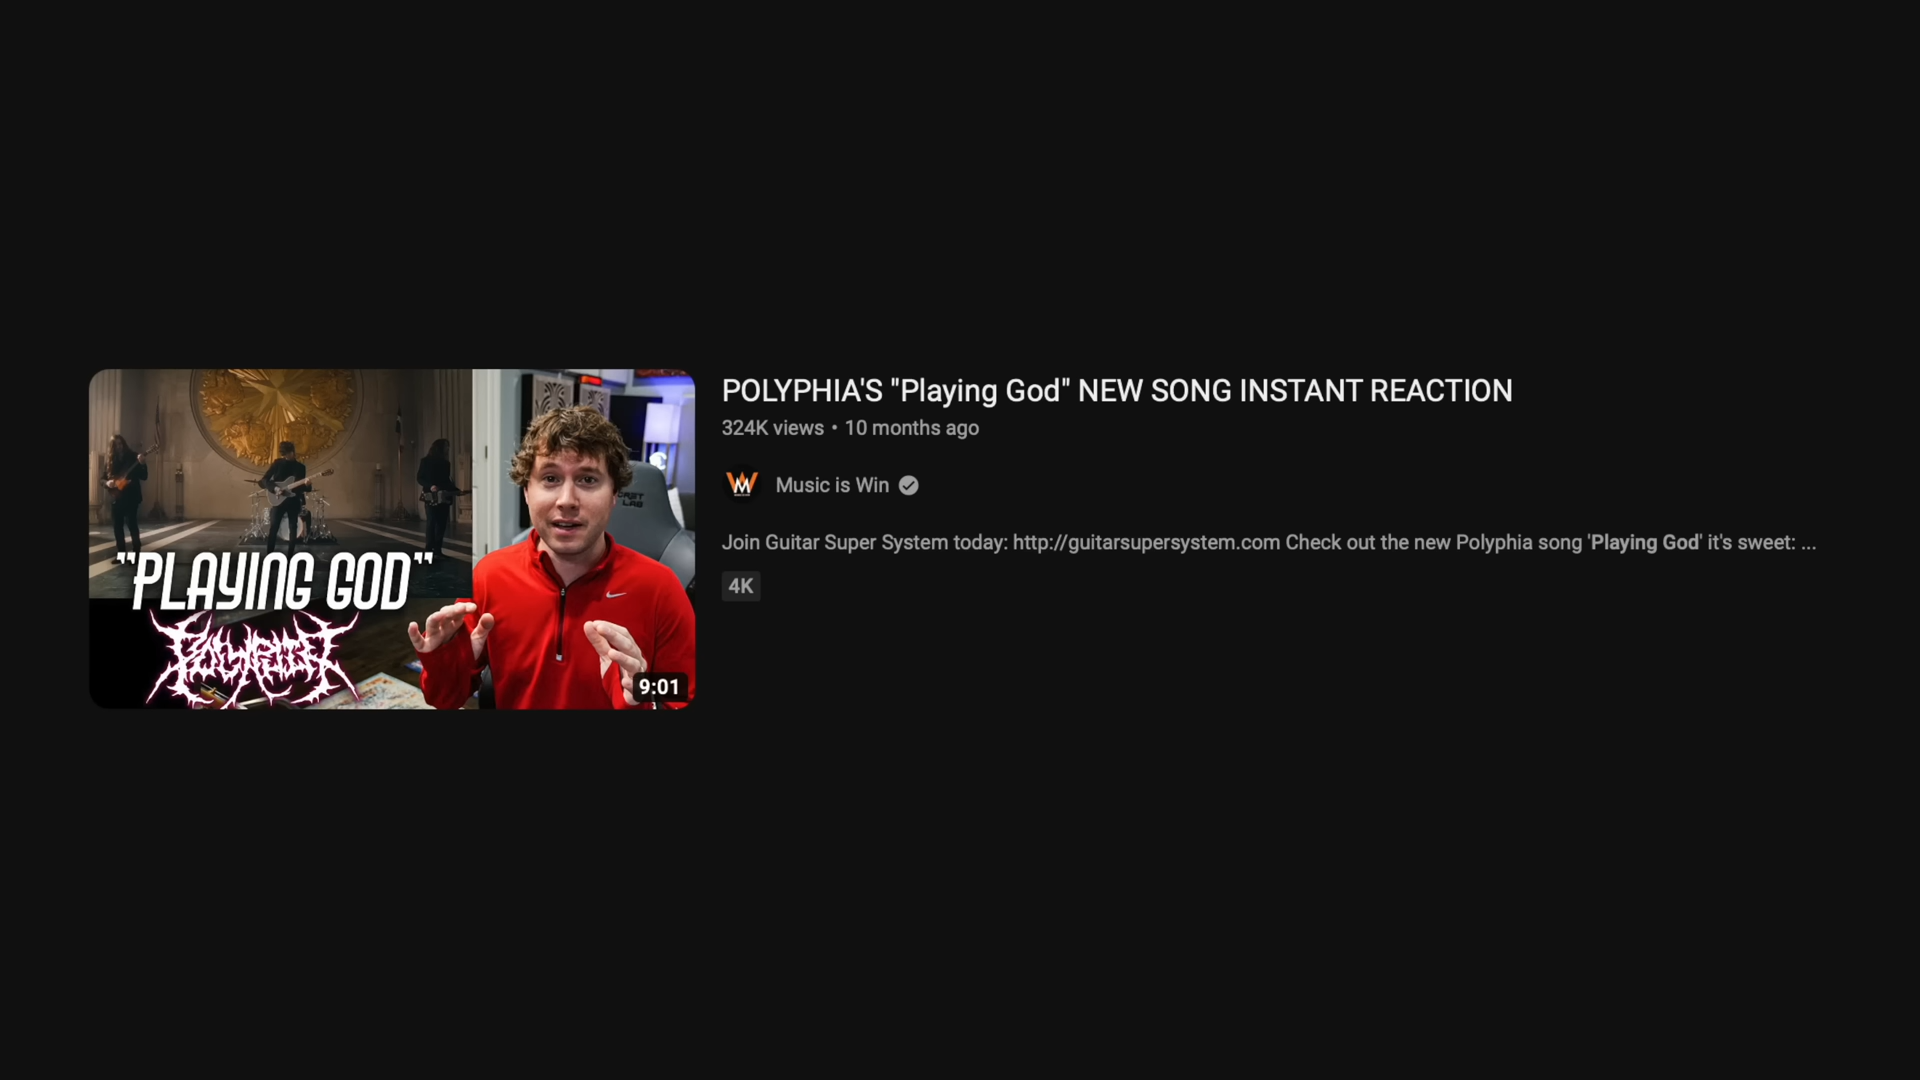 POLYPHIA'S "Playing God" NEW SONG INSTANT REACTION
324K views • 10 months ago
Music is Win
Join Guitar Super System today: http://guitarsupersystem.com Check out the new Polyphia song 'Playing God' it's sweet: ...
4K
"PLAYING GOD"
POLYPHIA
9:01